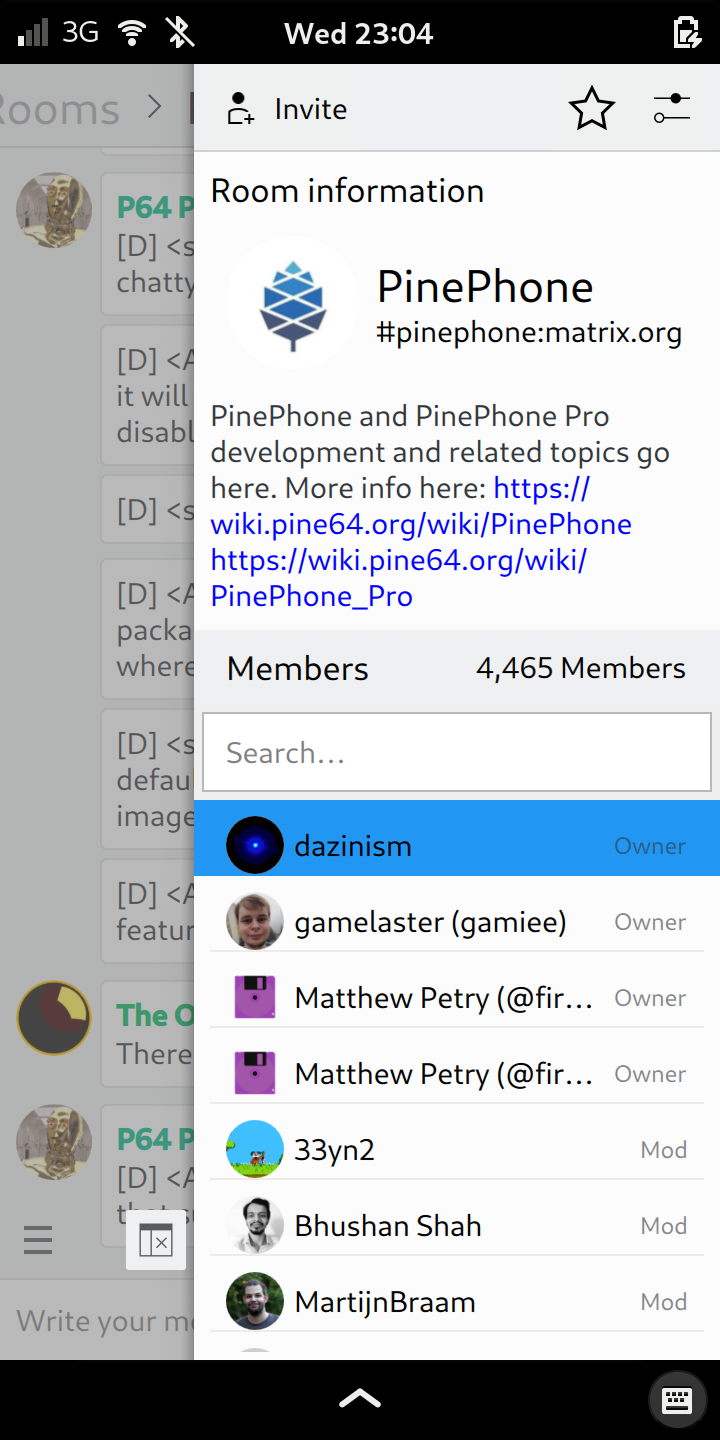 3G
Wed 23:04
Rooms
Invite
Room information
PinePhone
#pinephone:matrix.org
PinePhone and PinePhone Pro
development and related topics go
here. More info here: https://
wiki.pine64.org/wiki/PinePhone
https://wiki.pine64.org/wiki/
PinePhone_Pro
Members
4,465 Members
Search…
dazinism
Owner
gamelaster (gamiee)
Owner
Matthew Petry (@fir…
Owner
Matthew Petry (@fir…
Owner
33yn2
Mod
Bhushan Shah
Mod
MartijnBraam
Mod
P64 P
[D] <s
chatty
[D] <A
it will
disabl
[D] <s
[D] <A
packa
where
[D] <s
defau
image
[D] <A
featur
The O
There
P64 P
[D] <A
Write your me